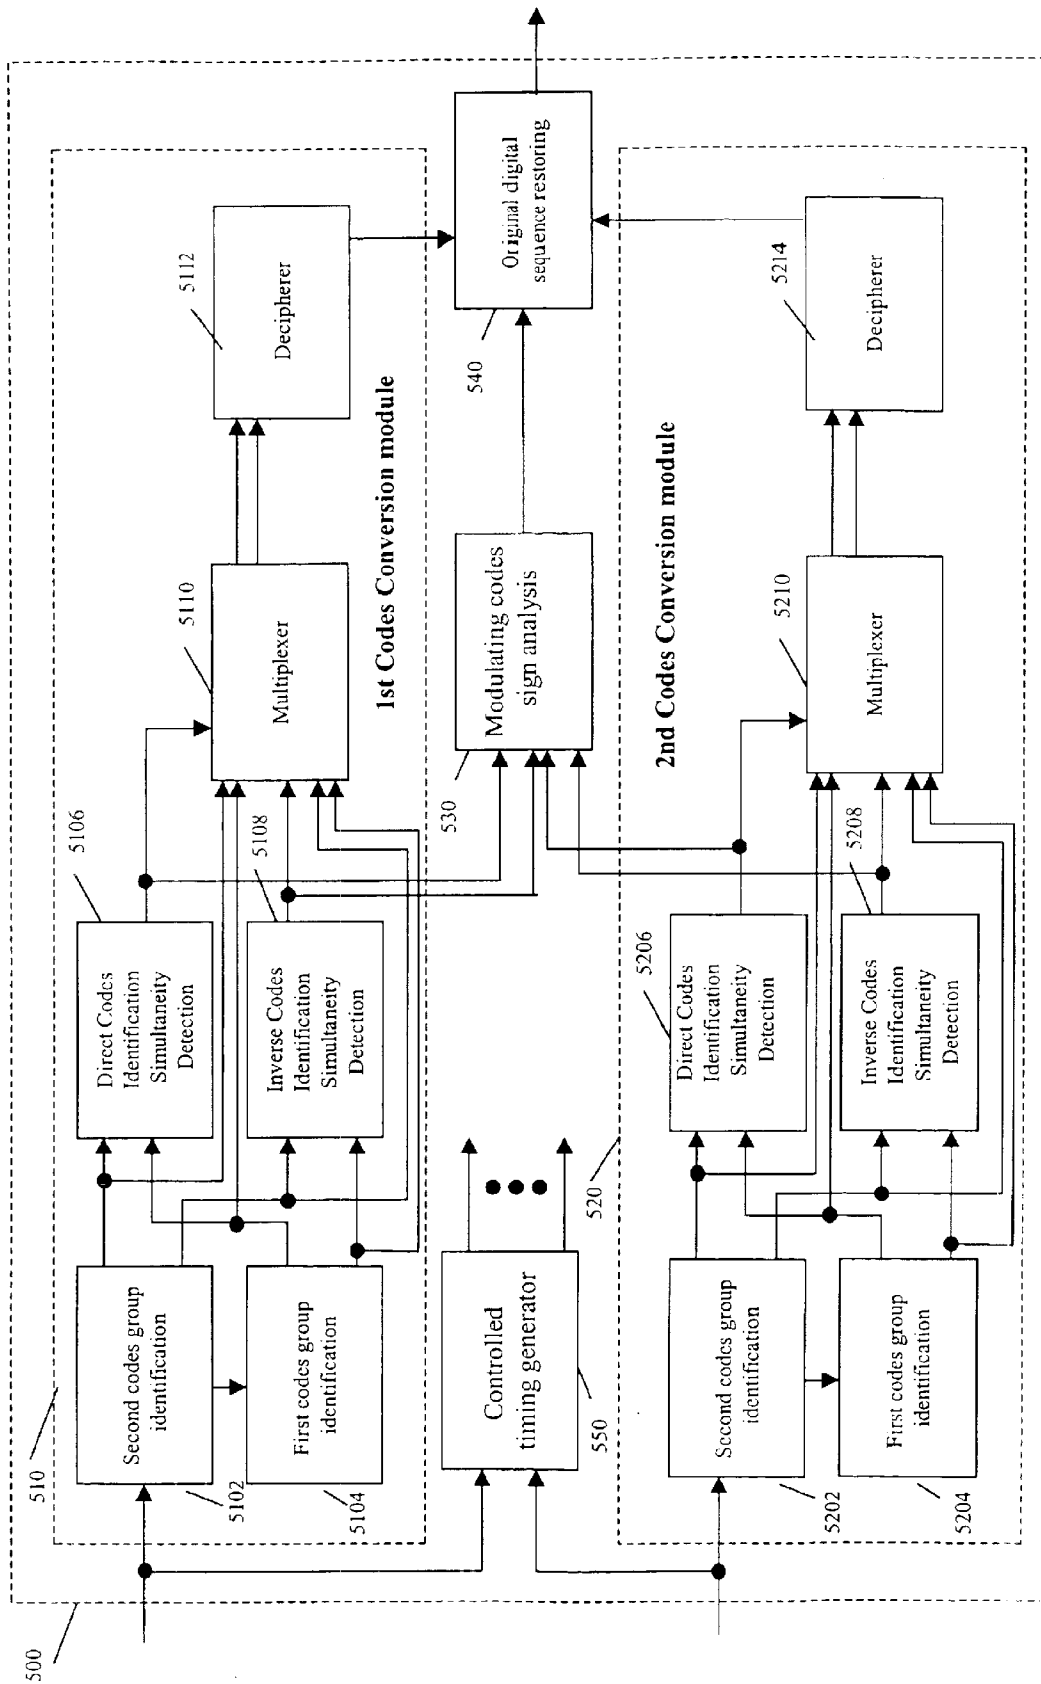 500
510
Second codes group
identification
5102
First codes group
identification
5104
Direct Codes
Identification
Simultaneity
Detection
5106
Inverse Codes
Identification
Simultaneity
Detection
5108
Multiplexer
5110
Decipherer
5112
1st Codes Conversion module
Controlled
timing generator
550
Modulating codes
sign analysis
530
Original digital
sequence restoring
540
520
2nd Codes Conversion module
Second codes group
identification
5202
First codes group
identification
5204
Direct Codes
Identification
Simultaneity
Detection
5206
Inverse Codes
Identification
Simultaneity
Detection
5208
Multiplexer
5210
Decipherer
5214